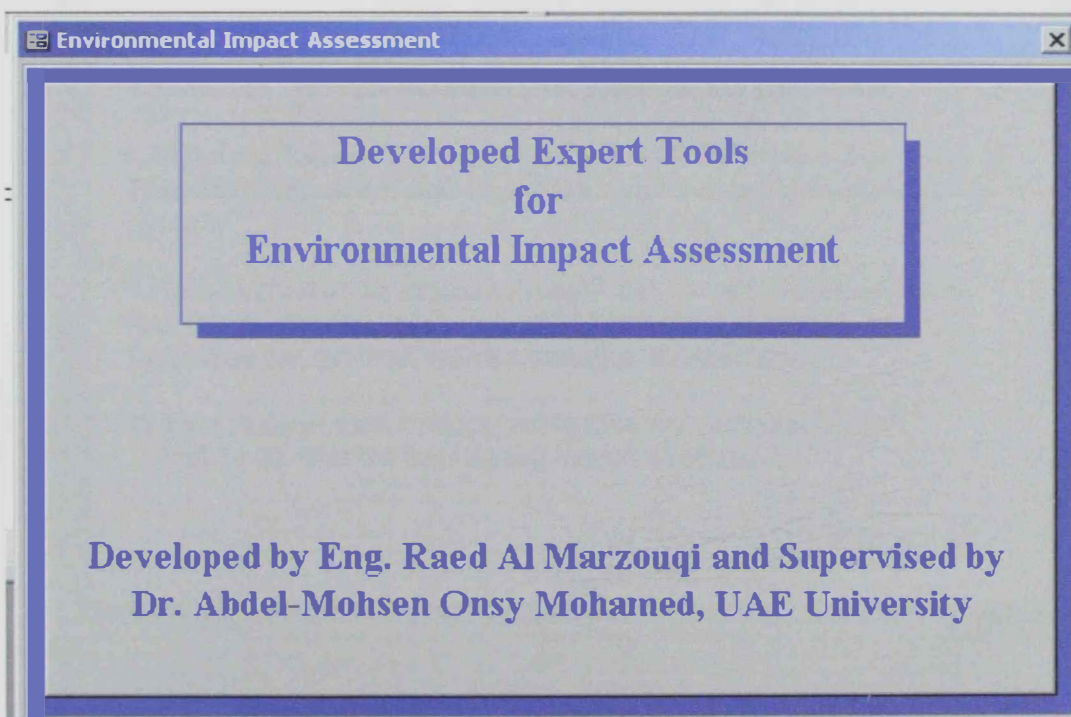 Environmental Impact Assessment
Developed Expert Tools
for
Environmental Impact Assessment
Developed by Eng. Raed Al Marzouqi and Supervised by
Dr. Abdel-Mohsen Onsy Mohamed, UAE University